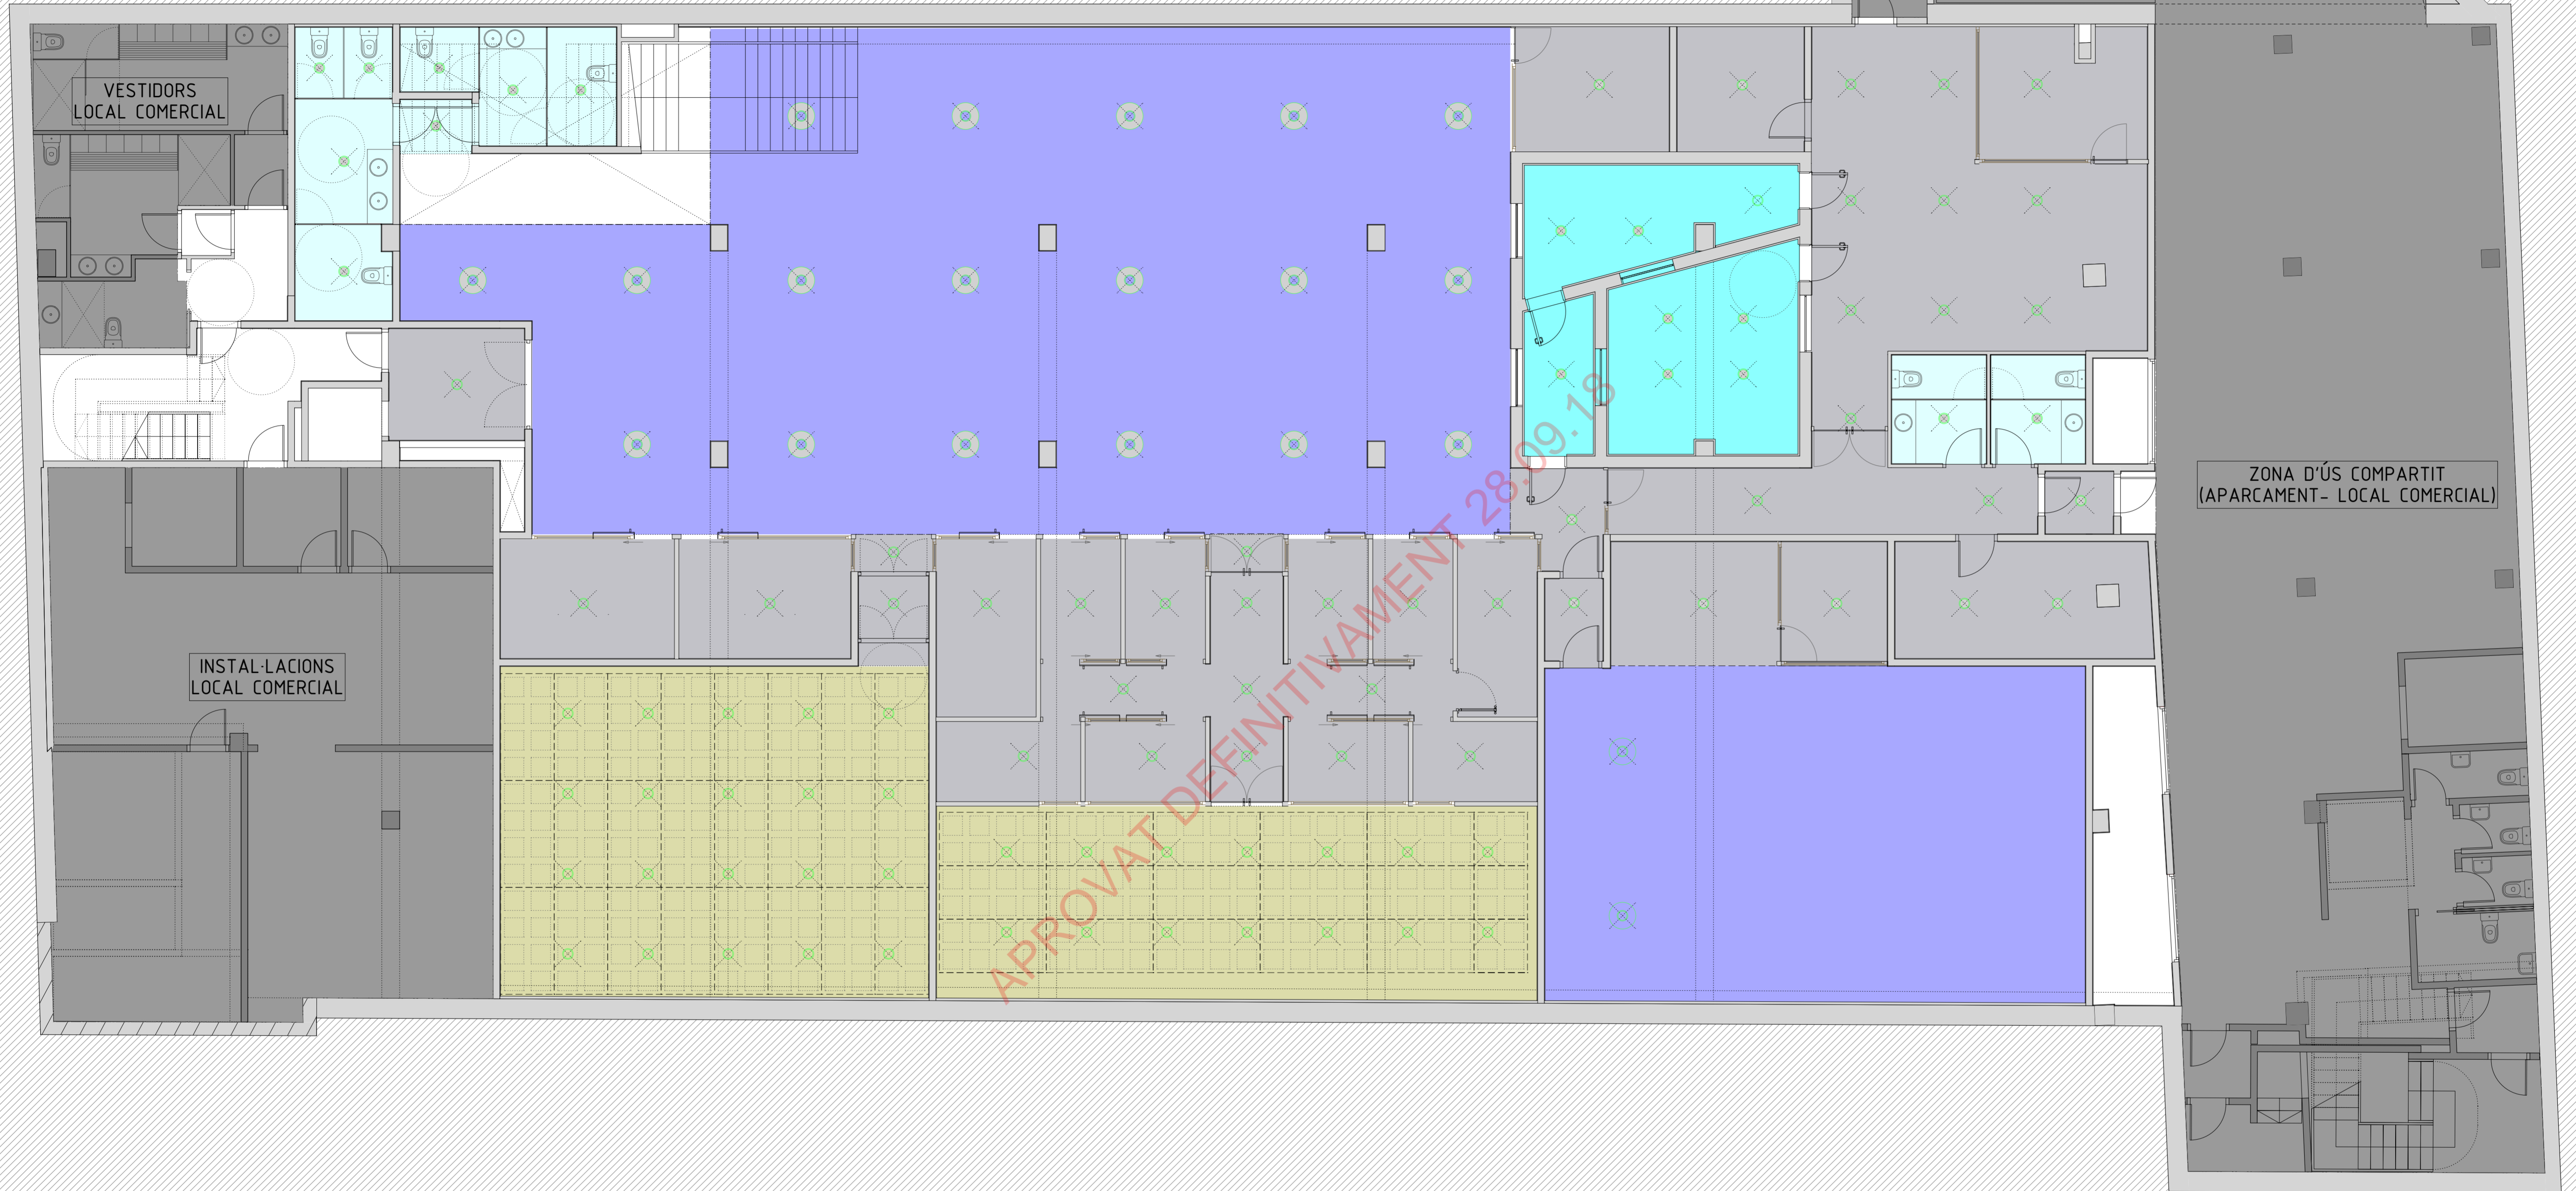 VESTIDORS
LOCAL COMERCIAL
ZONA D'ÚS COMPARTIT
(APARCAMENT- LOCAL COMERCIAL)
INSTAL·LACIONS
LOCAL COMERCIAL
APROVAT DEFINITIVAMENT 28.09.18